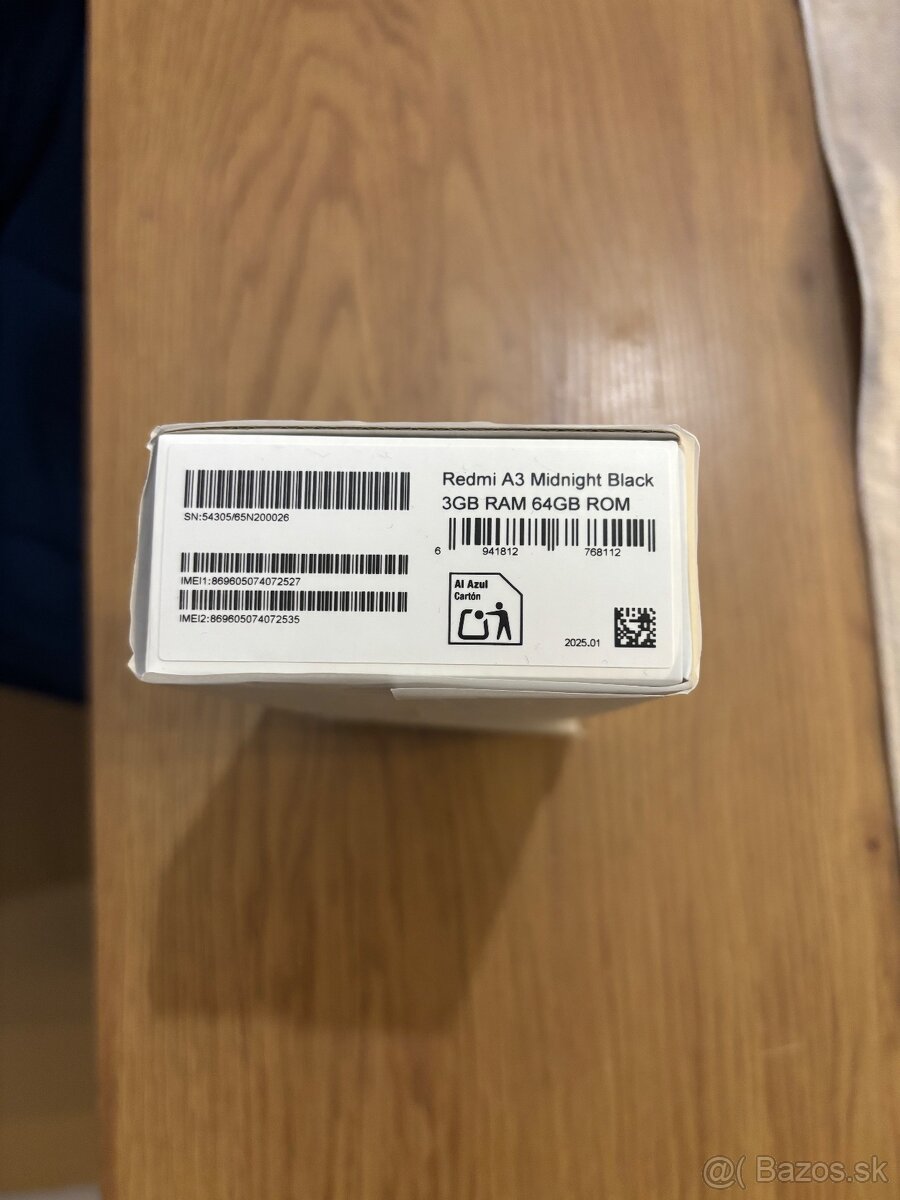 SN:54305/65N200026
IMEI1:869605074072527
IMEI2:869605074072535
Redmi A3 Midnight Black
3GB RAM 64GB ROM
6 941812 768112
Al Azul
Cartón
2025.01
@( Bazos.sk